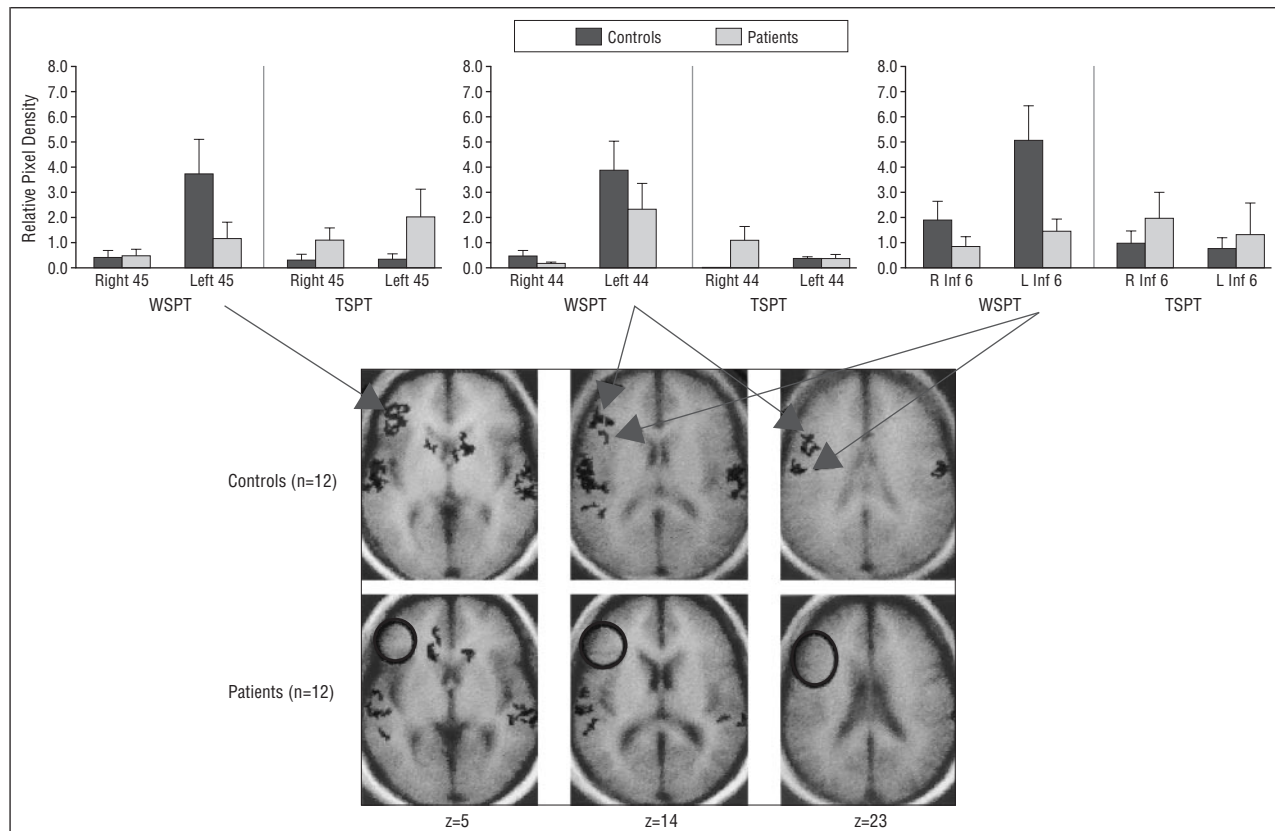 Controls Patients
Relative Pixel Density
8.0
7.0
6.0
5.0
4.0
3.0
2.0
1.0
0.0
Right 45 Left 45 Right 45 Left 45
WSPT TSPT
8.0
7.0
6.0
5.0
4.0
3.0
2.0
1.0
0.0
Right 44 Left 44 Right 44 Left 44
WSPT TSPT
8.0
7.0
6.0
5.0
4.0
3.0
2.0
1.0
0.0
R Inf 6 L Inf 6 R Inf 6 L Inf 6
WSPT TSPT
Controls (n=12)
Patients (n=12)
z=5 z=14 z=23